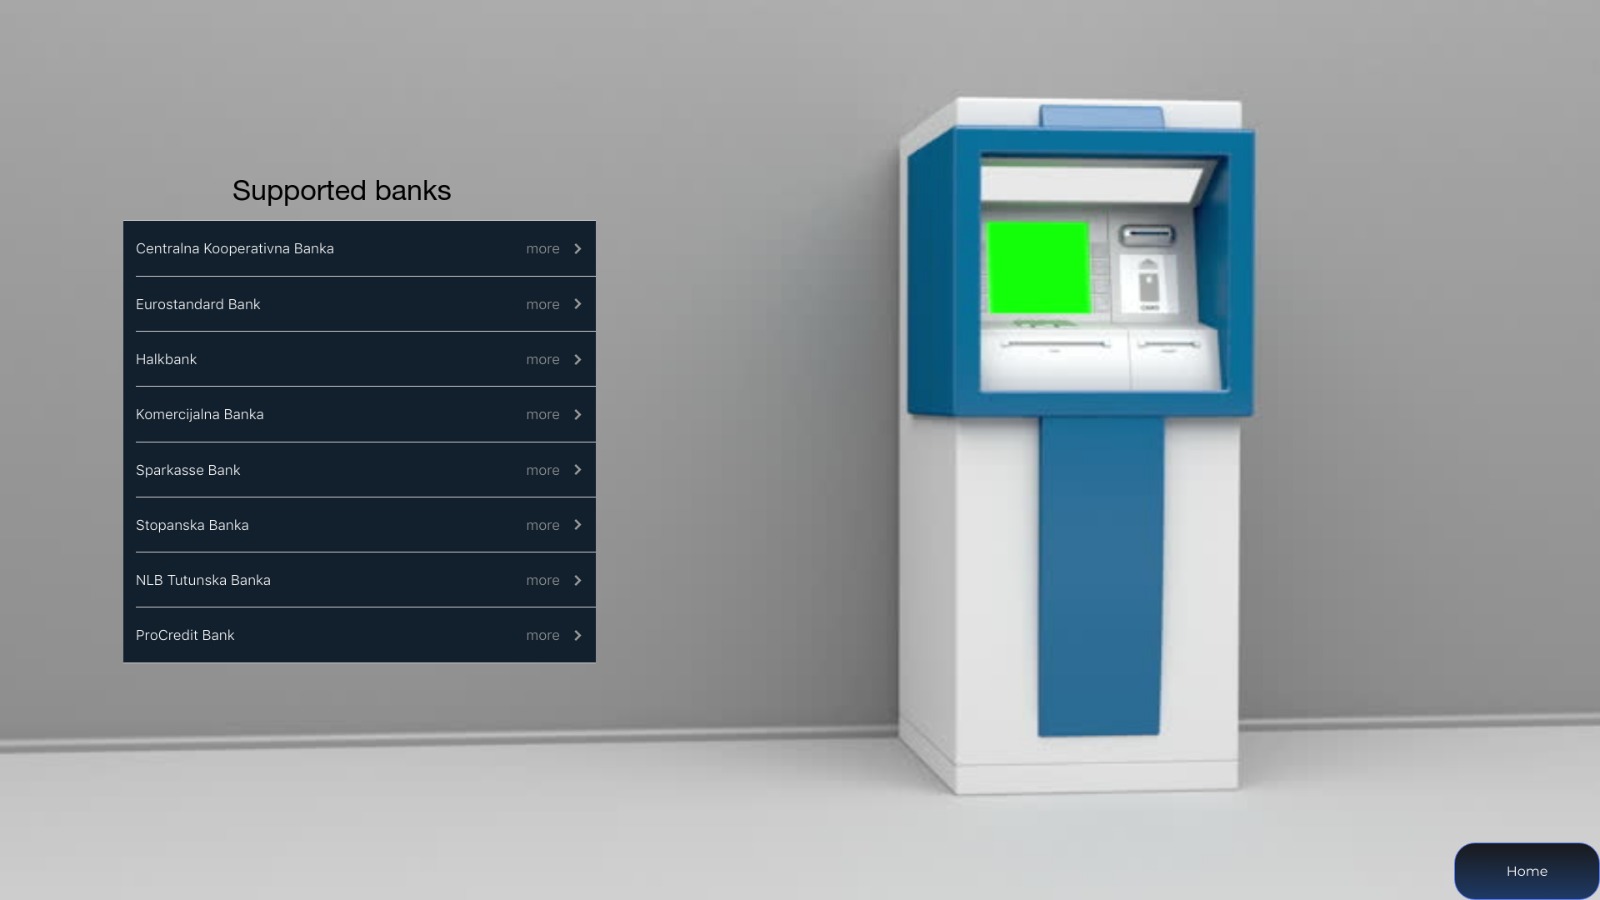 Supported banks
Centralna Kooperativna Banka more
Eurostandard Bank more
Halkbank more
Komercijalna Banka more
Sparkasse Bank more
Stopanska Banka more
NLB Tutunska Banka more
ProCredit Bank more
Home